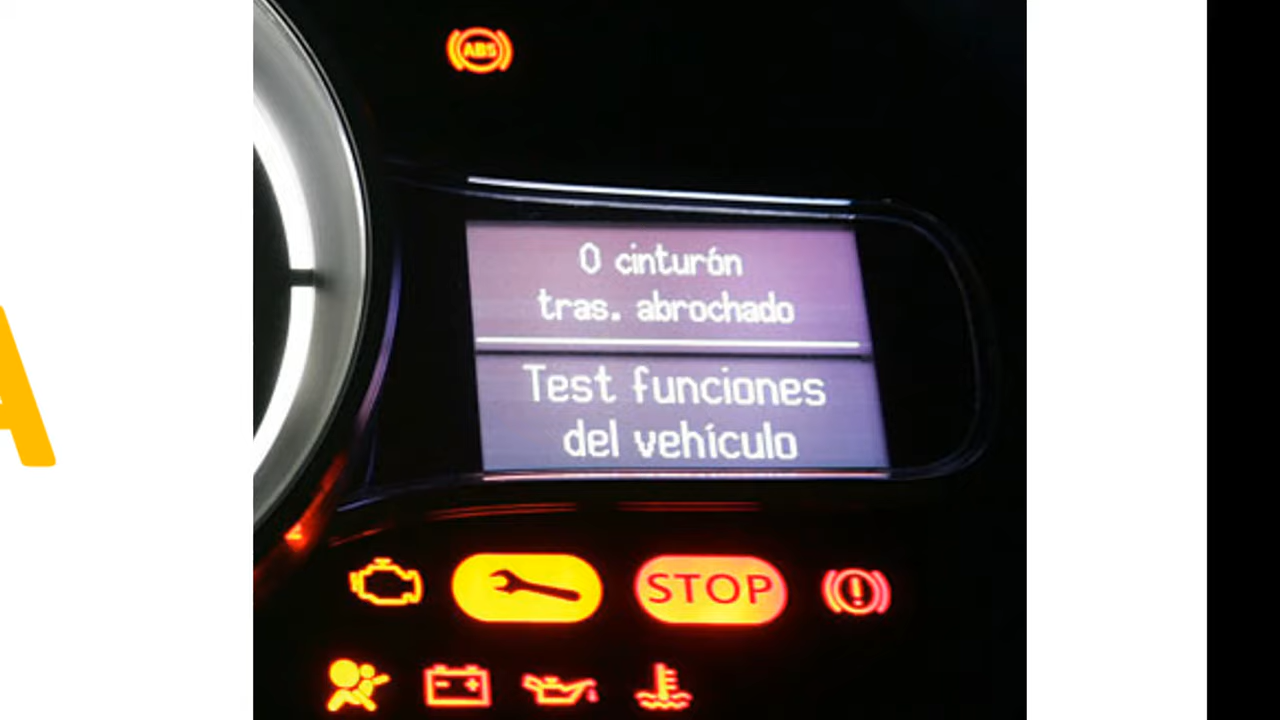 ABS
0 cinturón
tras. abrochado
Test funciones
del vehículo
STOP
A